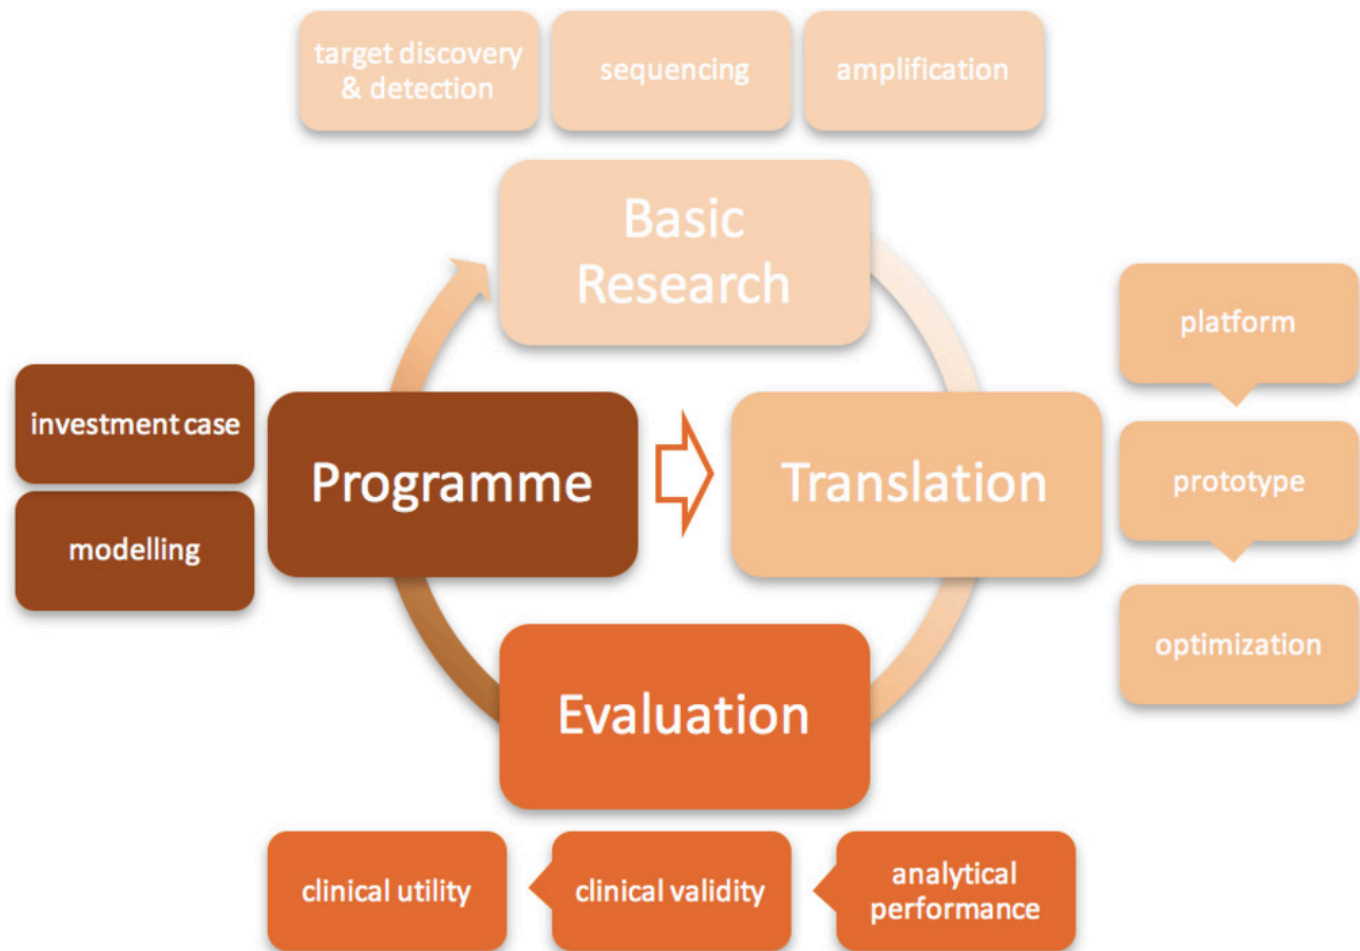 target discovery
& detection
sequencing
amplification
Basic
Research
platform
investment case
Programme
Translation
prototype
modelling
optimization
Evaluation
clinical utility
clinical validity
analytical
performance